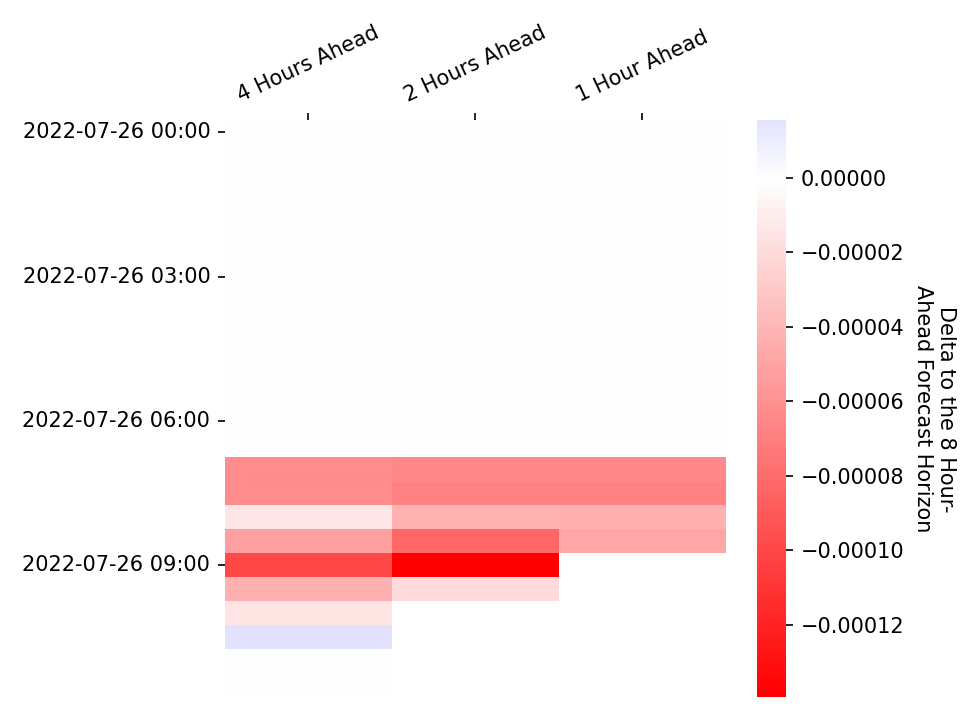 4 Hours Ahead
2 Hours Ahead
1 Hour Ahead
2022-07-26 00:00
2022-07-26 03:00
2022-07-26 06:00
2022-07-26 09:00
0.00000
−0.00002
−0.00004
−0.00006
−0.00008
−0.00010
−0.00012
Delta to the 8 Hour-
Ahead Forecast Horizon